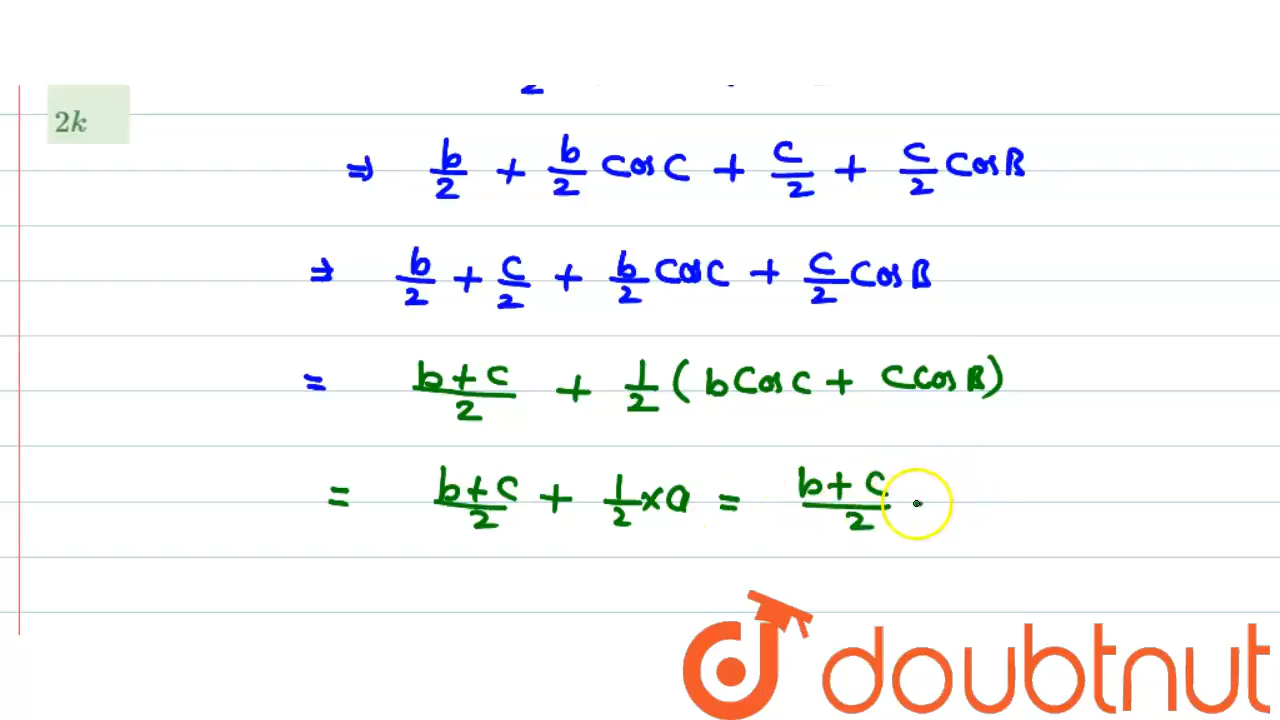 2k
⇒ b/2 + b/2 cos C + c/2 + c/2 cos B
⇒ b/2 + c/2 + b/2 cos C + c/2 cos B
= b+c/2 + 1/2 (b cos C + c cos B)
= b+c/2 + 1/2 × a = b+c/2
doubtnut